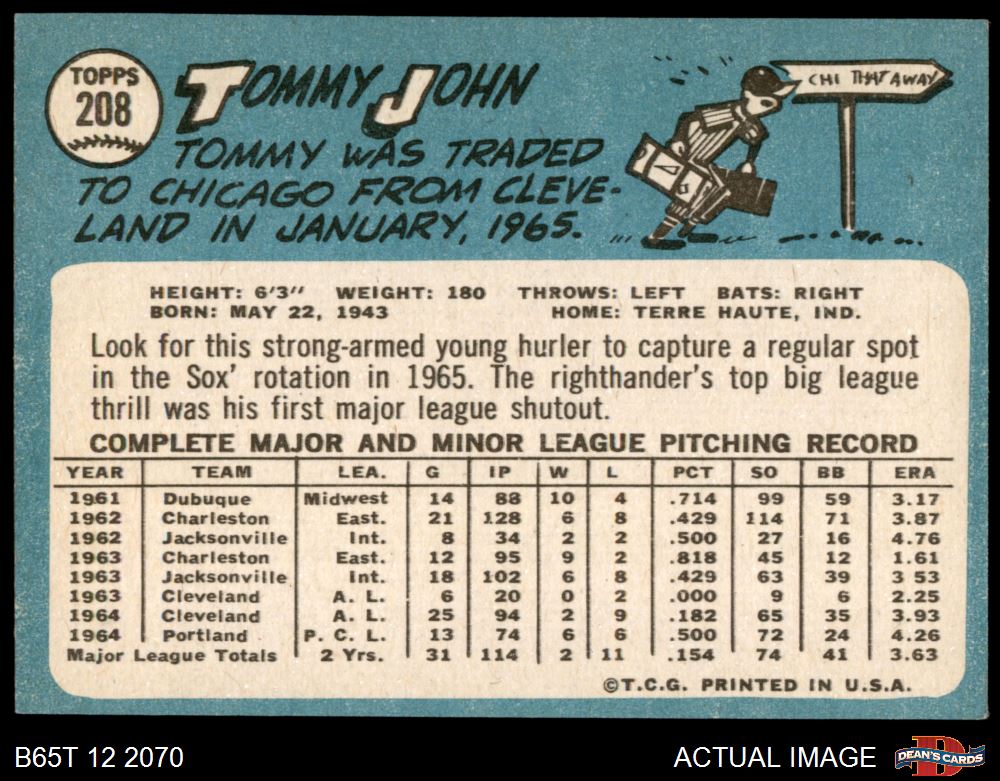 TOPPS
208
TOMMY JOHN
TOMMY WAS TRADED
TO CHICAGO FROM CLEVE-
LAND IN JANUARY, 1965.
CHI THAT AWAY
HEIGHT: 6'3" WEIGHT: 180 THROWS: LEFT BATS: RIGHT
BORN: MAY 22, 1943 HOME: TERRE HAUTE, IND.
Look for this strong-armed young hurler to capture a regular spot
in the Sox' rotation in 1965. The righthander's top big league
thrill was his first major league shutout.
COMPLETE MAJOR AND MINOR LEAGUE PITCHING RECORD
YEAR TEAM LEA. G IP W L PCT SO BB ERA
1961 Dubuque Midwest 14 88 10 4 .714 99 59 3.17
1962 Charleston East. 21 128 6 8 .429 114 71 3.87
1962 Jacksonville Int. 8 34 2 2 .500 27 16 4.76
1963 Charleston East. 12 95 9 2 .818 45 12 1.61
1963 Jacksonville Int. 18 102 6 8 .429 63 39 3 53
1963 Cleveland A. L. 6 20 0 2 .000 9 6 2.25
1964 Cleveland A. L. 25 94 2 9 .182 65 35 3.93
1964 Portland P. C. L. 13 74 6 6 .500 72 24 4.26
Major League Totals 2 Yrs. 31 114 2 11 .154 74 41 3.63
©T.C.G. PRINTED IN U.S.A.
B65T 12 2070 ACTUAL IMAGE
D
DEAN'S CARDS